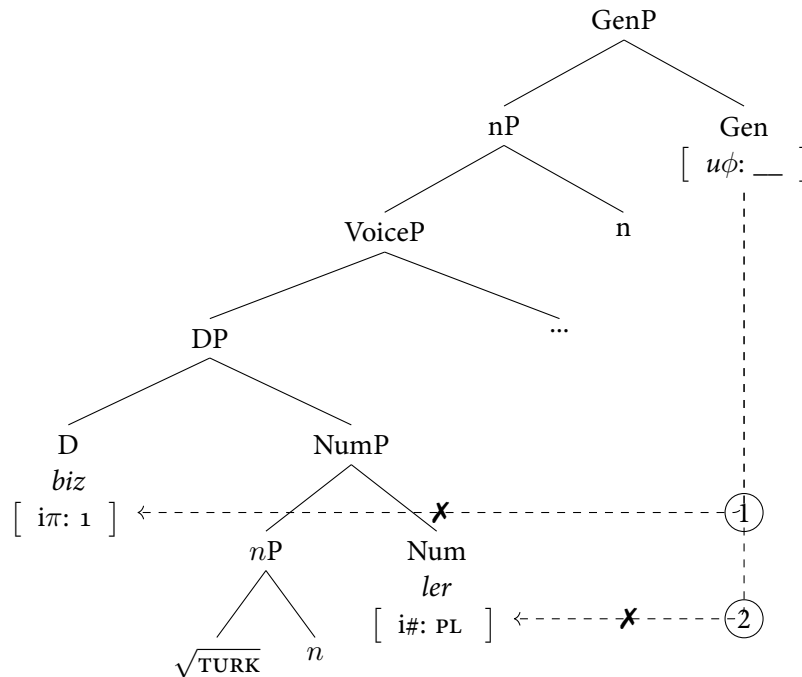 GenP
nP Gen
[ uϕ: __ ]
VoiceP n
DP ...
D NumP
biz
[ iπ: 1 ] ✗ 1
nP Num
ler
[ i#: PL ] ✗ 2
√TURK n